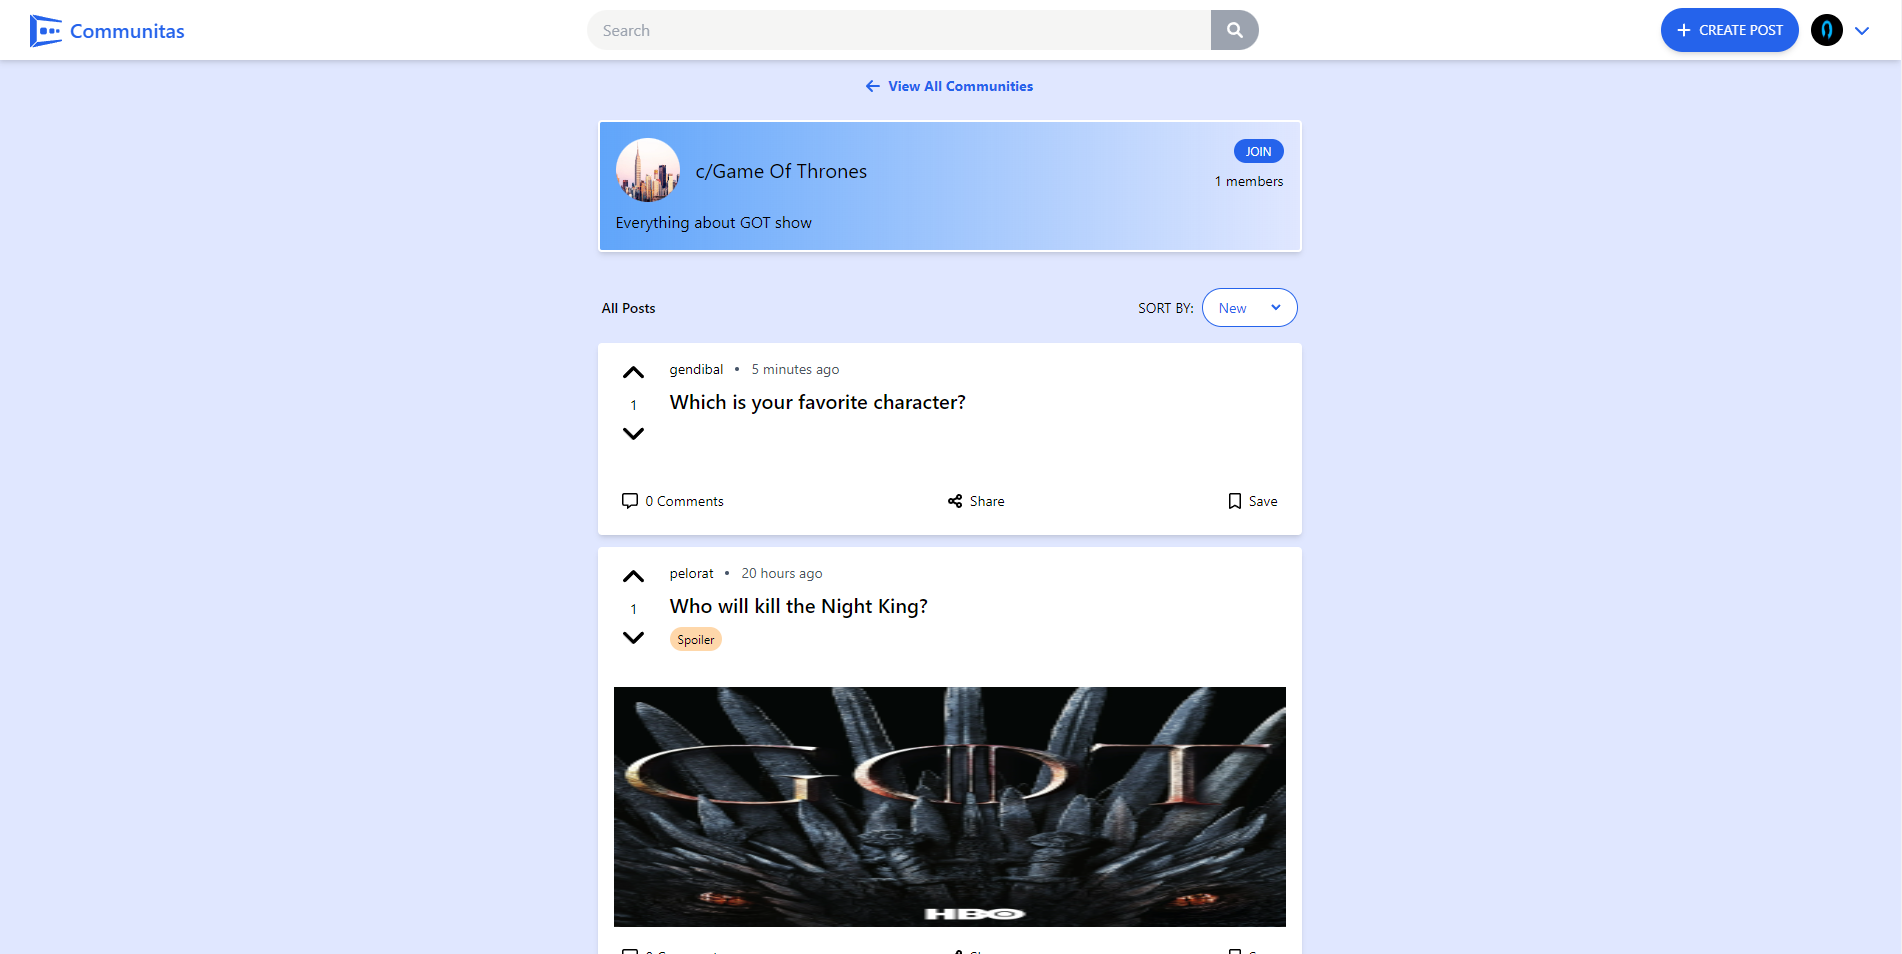 Communitas
Search
CREATE POST
View All Communities
c/Game Of Thrones
JOIN
1 members
Everything about GOT show
All Posts
SORT BY: New
gendibal • 5 minutes ago
1
Which is your favorite character?
0 Comments
Share
Save
pelorat • 20 hours ago
1
Who will kill the Night King?
Spoiler
GOT
HBO